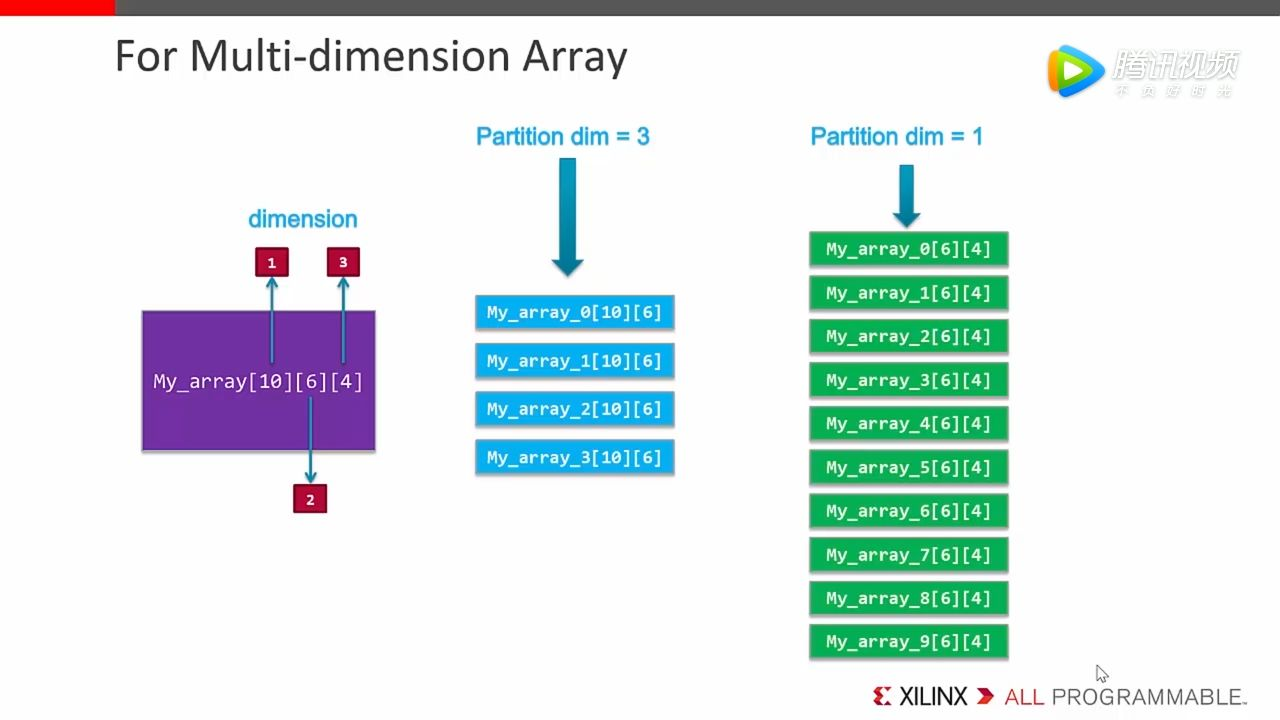 For Multi-dimension Array
腾讯视频
不负好时光
Partition dim = 3
Partition dim = 1
dimension
1
3
My_array[10][6][4]
2
My_array_0[10][6]
My_array_1[10][6]
My_array_2[10][6]
My_array_3[10][6]
My_array_0[6][4]
My_array_1[6][4]
My_array_2[6][4]
My_array_3[6][4]
My_array_4[6][4]
My_array_5[6][4]
My_array_6[6][4]
My_array_7[6][4]
My_array_8[6][4]
My_array_9[6][4]
XILINX ALL PROGRAMMABLE™